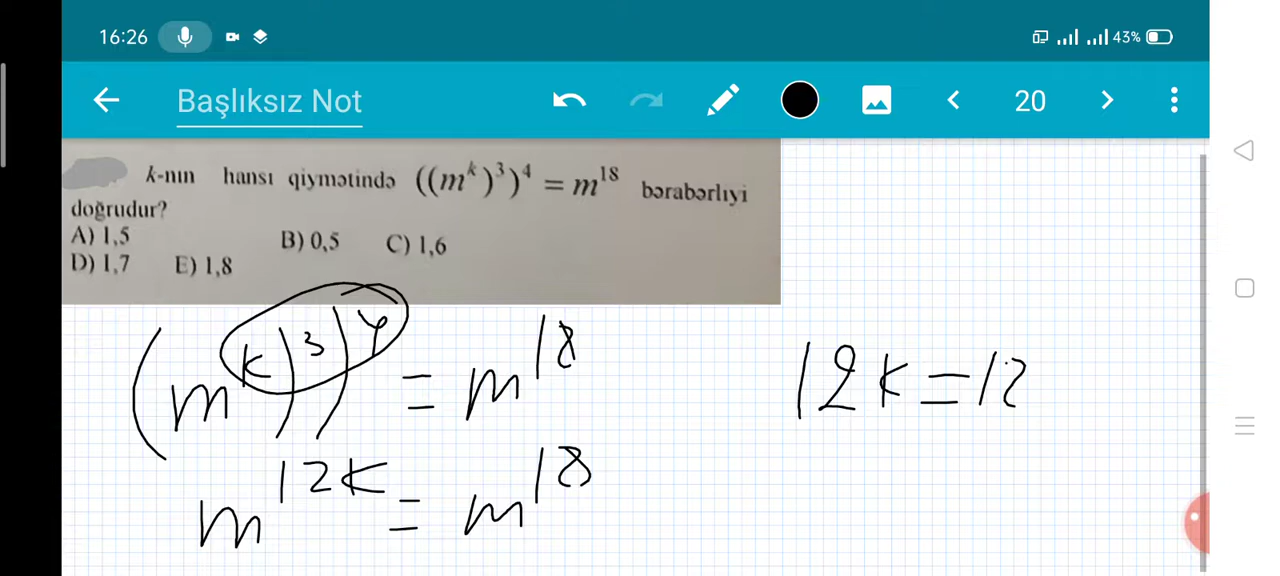 16:26 43%
Başlıksız Not 20
k-nın hansı qiymətində ((m^k)^3)^4 = m^18 bərabərliyi
doğrudur?
A) 1,5 B) 0,5 C) 1,6
D) 1,7 E) 1,8
(m^k)^3)^4 = m^18
m^12k = m^18
12k=18